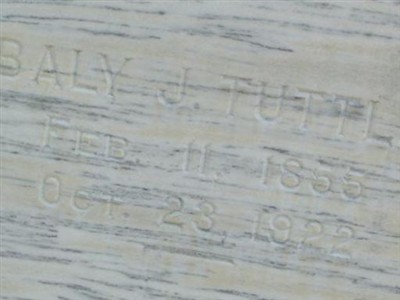 BALY J. TUTTL
FEB. 11, 1855
OCT. 23, 1922